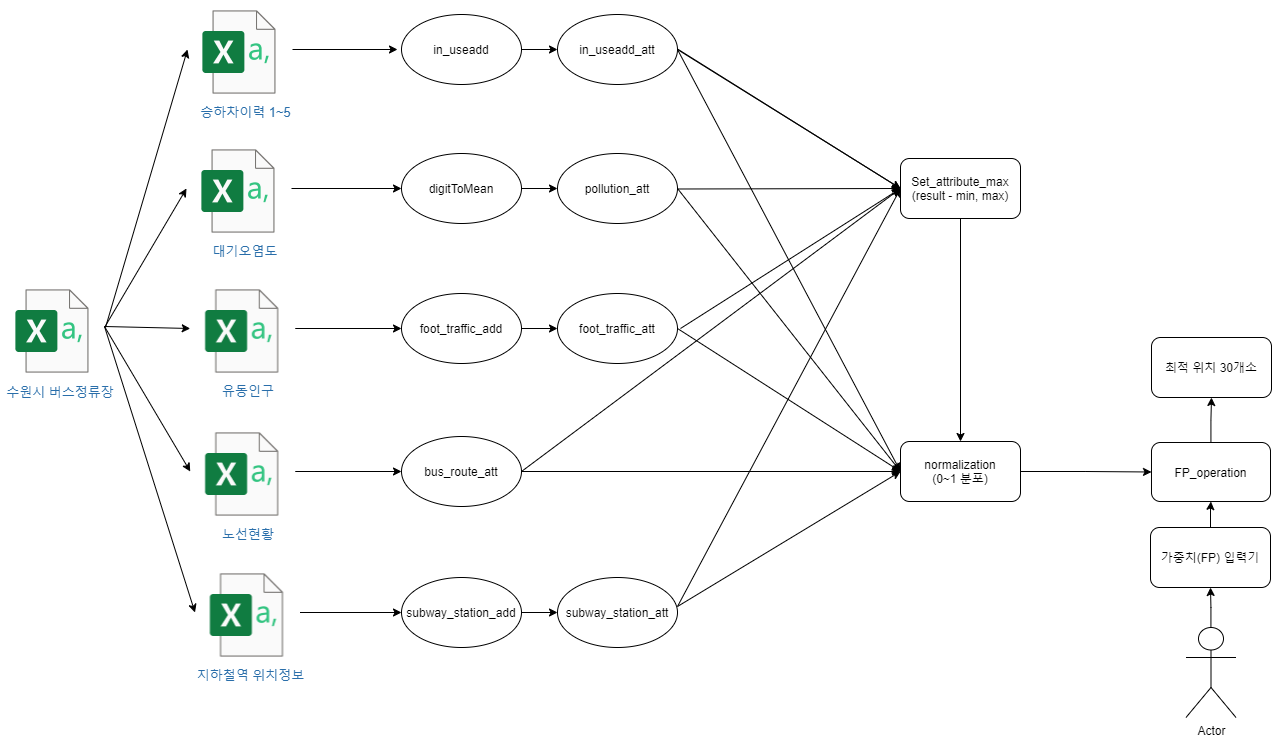 X a,
승하차이력 1~5
in_useadd
in_useadd_att
X a,
대기오염도
digitToMean
pollution_att
Set_attribute_max
(result - min, max)
X a,
수원시 버스정류장
X a,
유동인구
foot_traffic_add
foot_traffic_att
X a,
노선현황
bus_route_att
normalization
(0~1 분포)
X a,
지하철역 위치정보
subway_station_add
subway_station_att
최적 위치 30개소
FP_operation
가중치(FP) 입력기
Actor